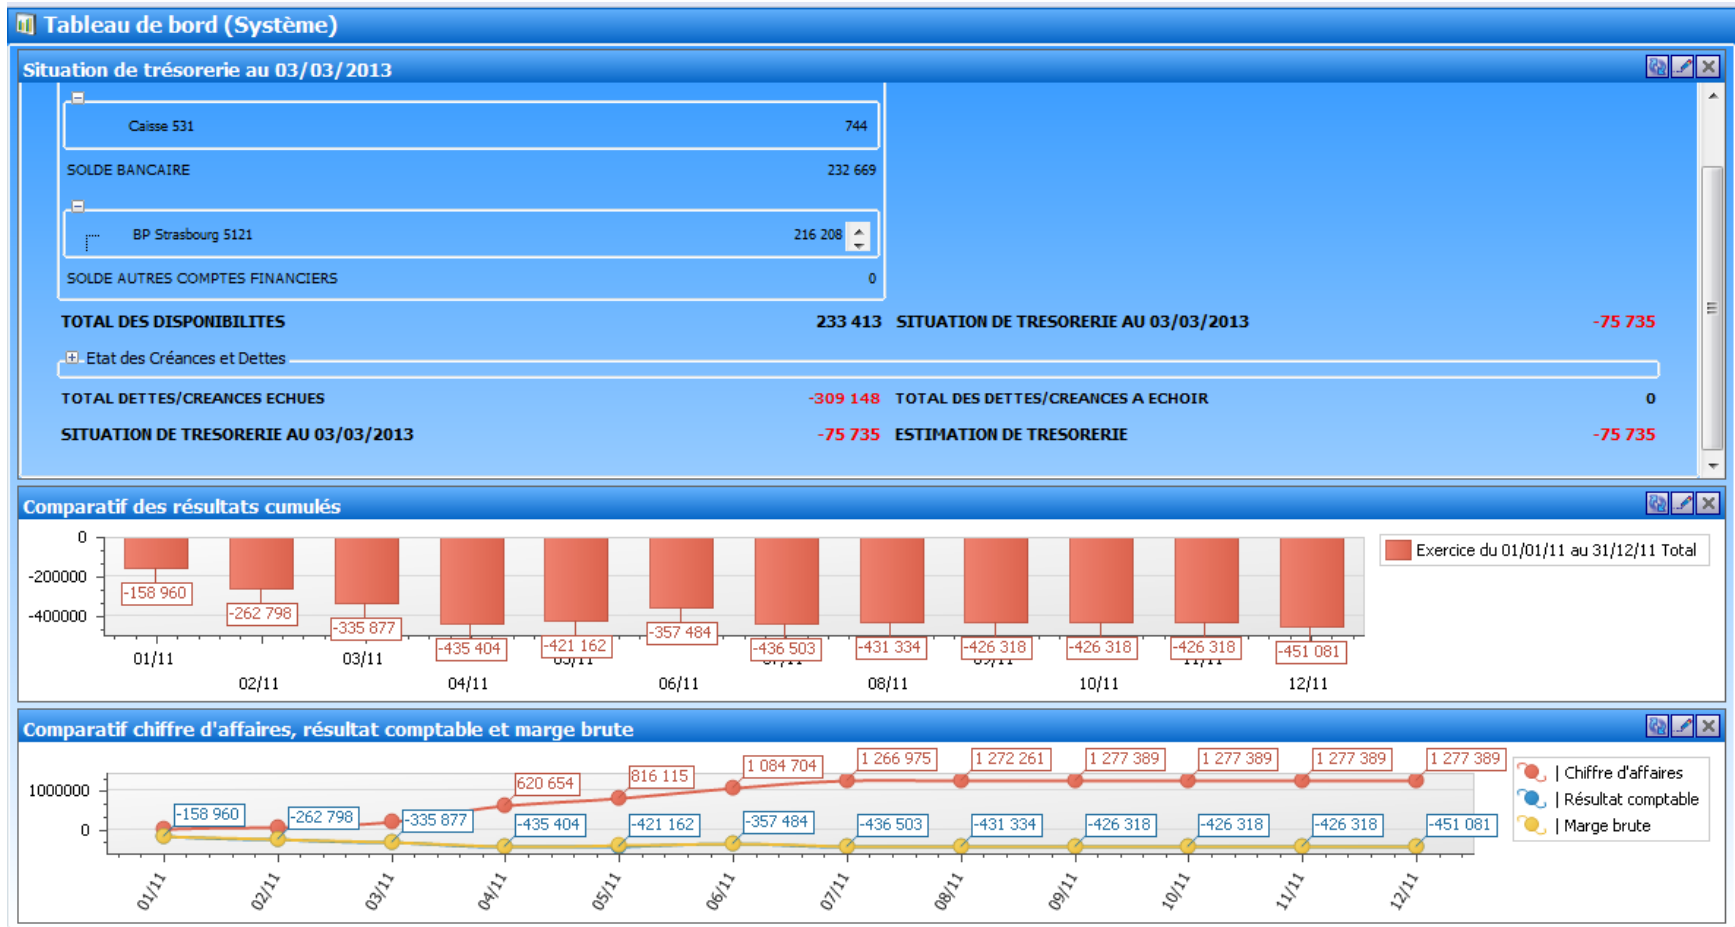 Tableau de bord (Système)
Situation de trésorerie au 03/03/2013
Caisse 531 744
SOLDE BANCAIRE 232 669
BP Strasbourg 5121 216 208
SOLDE AUTRES COMPTES FINANCIERS 0
TOTAL DES DISPONIBILITES 233 413 SITUATION DE TRESORERIE AU 03/03/2013 -75 735
Etat des Créances et Dettes
TOTAL DETTES/CREANCES ECHUES -309 148 TOTAL DES DETTES/CREANCES A ECHOIR 0
SITUATION DE TRESORERIE AU 03/03/2013 -75 735 ESTIMATION DE TRESORERIE -75 735
Comparatif des résultats cumulés
0
-200000
-400000
-158 960
-262 798
-335 877
-435 404
-421 162
-357 484
-436 503
-431 334
-426 318
-426 318
-426 318
-451 081
01/11
02/11
03/11
04/11
06/11
08/11
10/11
12/11
Exercice du 01/01/11 au 31/12/11 Total
Comparatif chiffre d'affaires, résultat comptable et marge brute
1000000
0
620 654
816 115
1 084 704
1 266 975
1 272 261
1 277 389
1 277 389
1 277 389
1 277 389
-158 960
-262 798
-335 877
-435 404
-421 162
-357 484
-436 503
-431 334
-426 318
-426 318
-426 318
-451 081
01/11
02/11
03/11
04/11
05/11
06/11
07/11
08/11
09/11
10/11
11/11
12/11
| Chiffre d'affaires
| Résultat comptable
| Marge brute